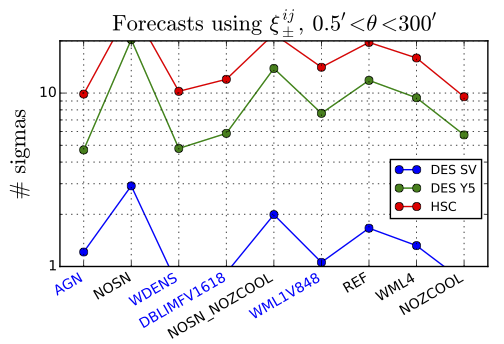 Forecasts using ξ±^{ij}, 0.5′<θ<300′
# sigmas
10
1
DES SV
DES Y5
HSC
AGN
NOSN
WDENS
DBLIMFV1618
NOSN_NOZCOOL
WML1V848
REF
WML4
NOZCOOL